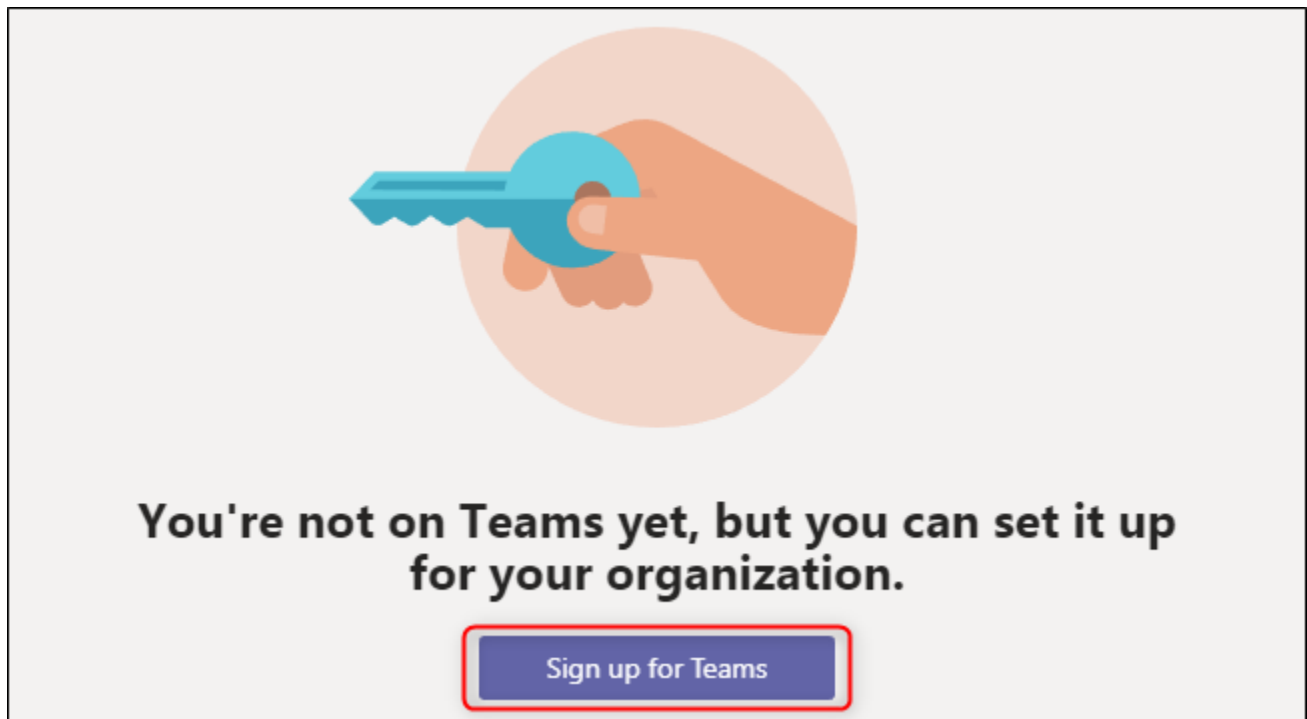 You're not on Teams yet, but you can set it up
for your organization.
Sign up for Teams